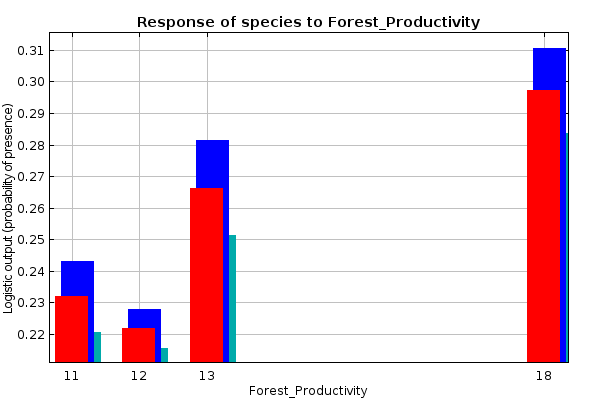 Response of species to Forest_Productivity
Logistic output (probability of presence)
0.31
0.30
0.29
0.28
0.27
0.26
0.25
0.24
0.23
0.22
11 12 13 18
Forest_Productivity